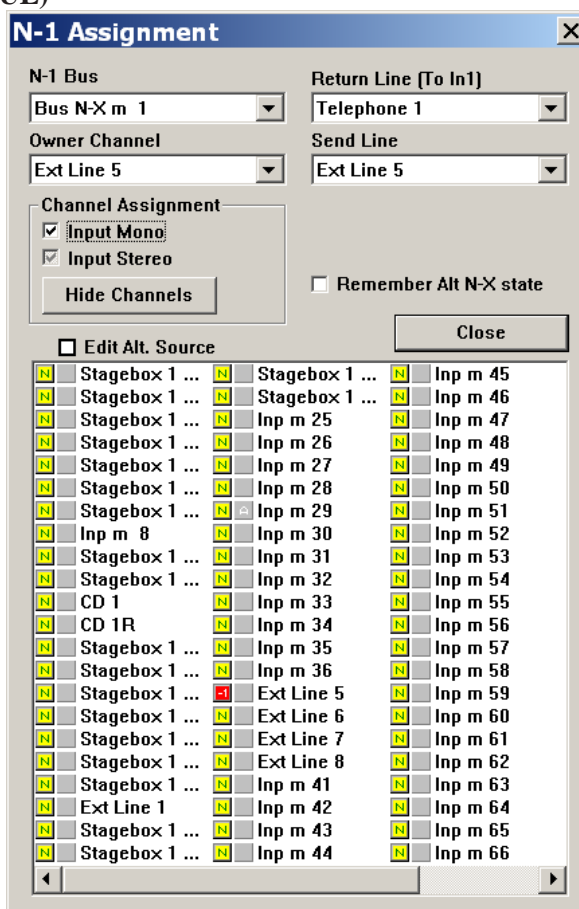 UL)
N-1 Assignment
N-1 Bus Return Line (To In1)
Bus N-X m 1 Telephone 1
Owner Channel Send Line
Ext Line 5 Ext Line 5
Channel Assignment
Input Mono
Input Stereo
Hide Channels Remember Alt N-X state
Close
Edit Alt. Source
N Stagebox 1 ... N Stagebox 1 ... N Inp m 45
N Stagebox 1 ... N Stagebox 1 ... N Inp m 46
N Stagebox 1 ... N Inp m 25 N Inp m 47
N Stagebox 1 ... N Inp m 26 N Inp m 48
N Stagebox 1 ... N Inp m 27 N Inp m 49
N Stagebox 1 ... N Inp m 28 N Inp m 50
N Stagebox 1 ... N A Inp m 29 N Inp m 51
N Inp m 8 N Inp m 30 N Inp m 52
N Stagebox 1 ... N Inp m 31 N Inp m 53
N Stagebox 1 ... N Inp m 32 N Inp m 54
N CD 1 N Inp m 33 N Inp m 55
N CD 1R N Inp m 34 N Inp m 56
N Stagebox 1 ... N Inp m 35 N Inp m 57
N Stagebox 1 ... N Inp m 36 N Inp m 58
N Stagebox 1 ... -1 Ext Line 5 N Inp m 59
N Stagebox 1 ... N Ext Line 6 N Inp m 60
N Stagebox 1 ... N Ext Line 7 N Inp m 61
N Stagebox 1 ... N Ext Line 8 N Inp m 62
N Stagebox 1 ... N Inp m 41 N Inp m 63
N Ext Line 1 N Inp m 42 N Inp m 64
N Stagebox 1 ... N Inp m 43 N Inp m 65
N Stagebox 1 ... N Inp m 44 N Inp m 66